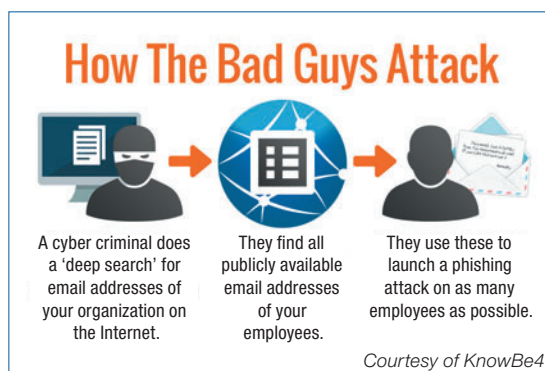 How The Bad Guys Attack
A cyber criminal does
a ‘deep search’ for
email addresses of
your organization on
the Internet.
They find all
publicly available
email addresses
of your
employees.
They use these to
launch a phishing
attack on as many
employees as possible.
Courtesy of KnowBe4